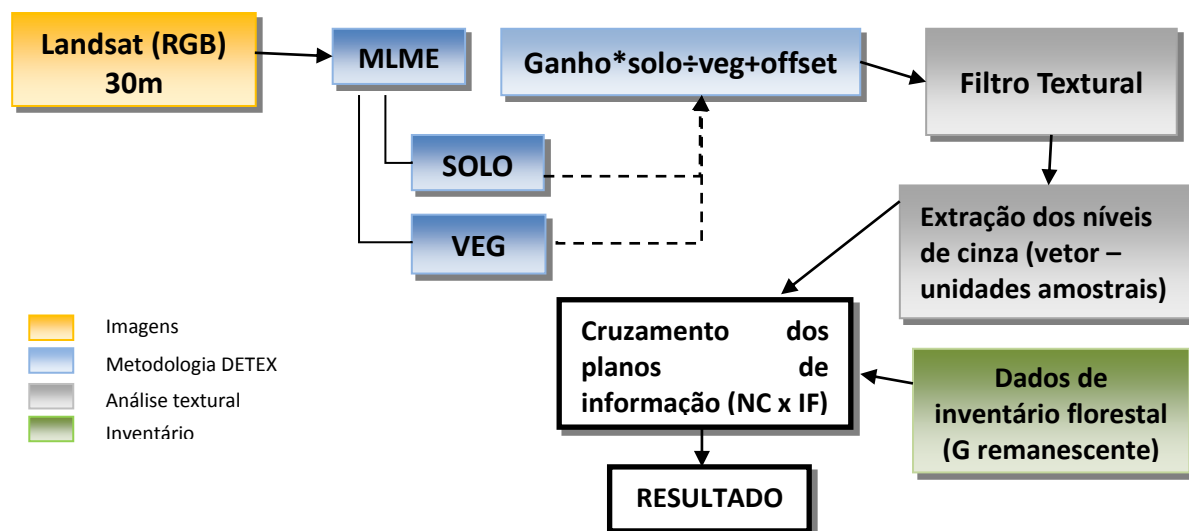 Landsat (RGB)
30m
MLME
Ganho*solo÷veg+offset
Filtro Textural
SOLO
VEG
Extração dos níveis
de cinza (vetor –
unidades amostrais)
Cruzamento dos
planos de
informação (NC x IF)
Dados de
inventário florestal
(G remanescente)
RESULTADO
Imagens
Metodologia DETEX
Análise textural
Inventário